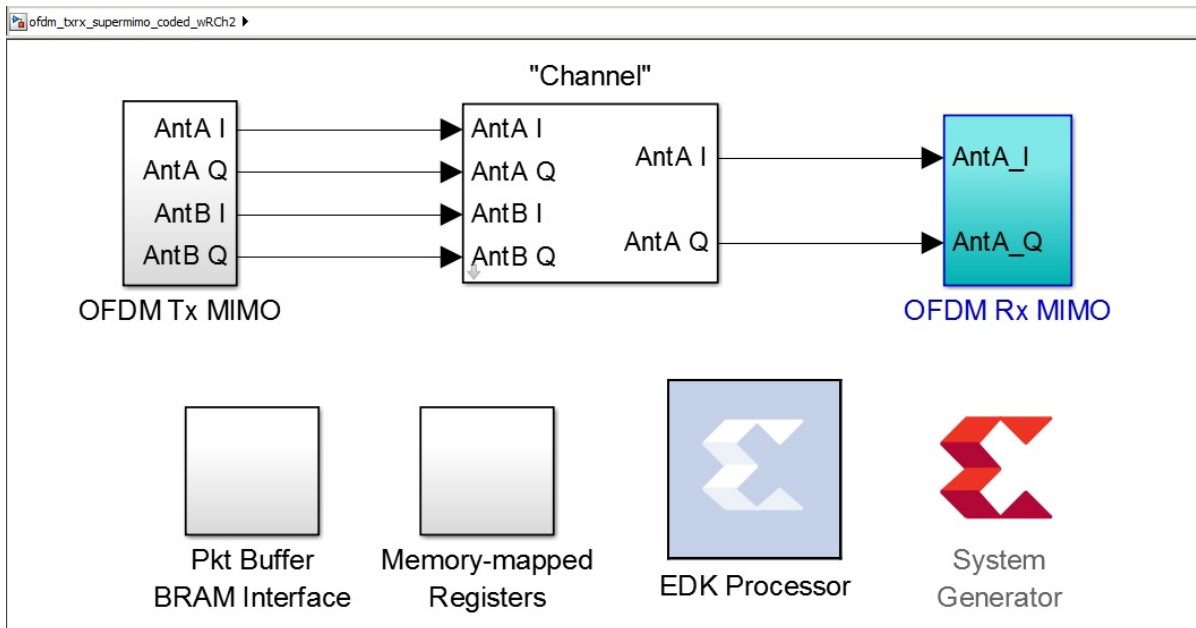 ofdm_txrx_supermimo_coded_wRCh2
"Channel"
AntA I
AntA Q
AntB I
AntB Q
OFDM Tx MIMO
AntA I
AntA Q
AntB I
AntB Q
AntA I
AntA Q
AntA_I
AntA_Q
OFDM Rx MIMO
Pkt Buffer
BRAM Interface
Memory-mapped
Registers
EDK Processor
System
Generator